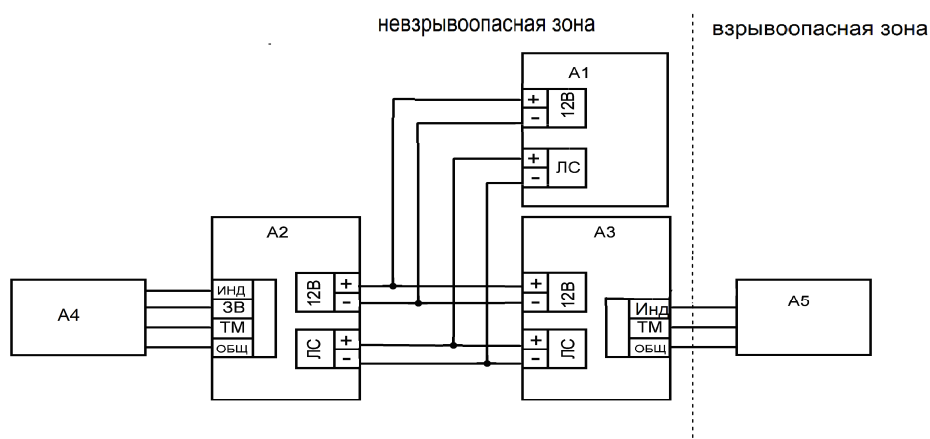 невзрывоопасная зона
взрывоопасная зона
А1
+
−
12В
+
−
ЛС
А2
ИНД
ЗВ
ТМ
ОБЩ
12В
+
−
ЛС
+
−
А3
+
−
12В
+
−
ЛС
Инд
ТМ
ОБЩ
А4
А5